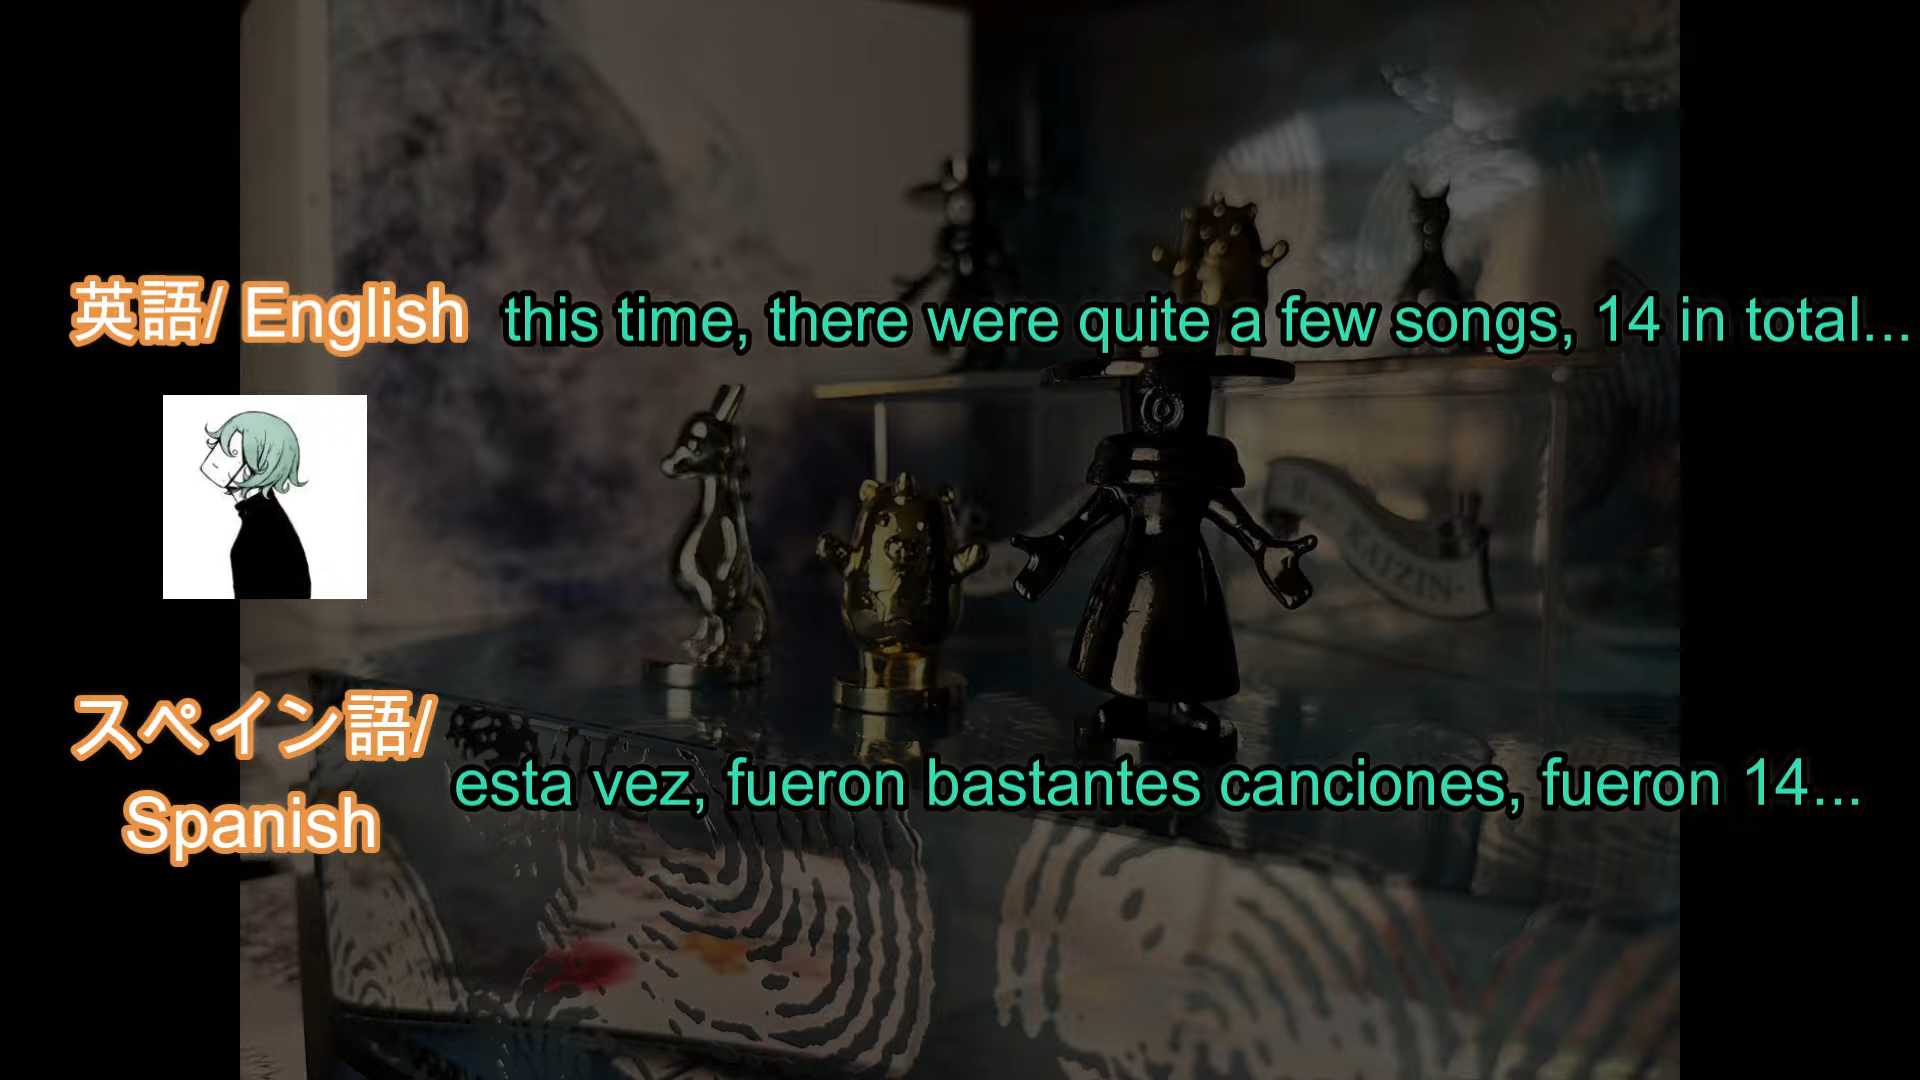 英語/ English
this time, there were quite a few songs, 14 in total...
KAIZIN
スペイン語/
Spanish
esta vez, fueron bastantes canciones, fueron 14...